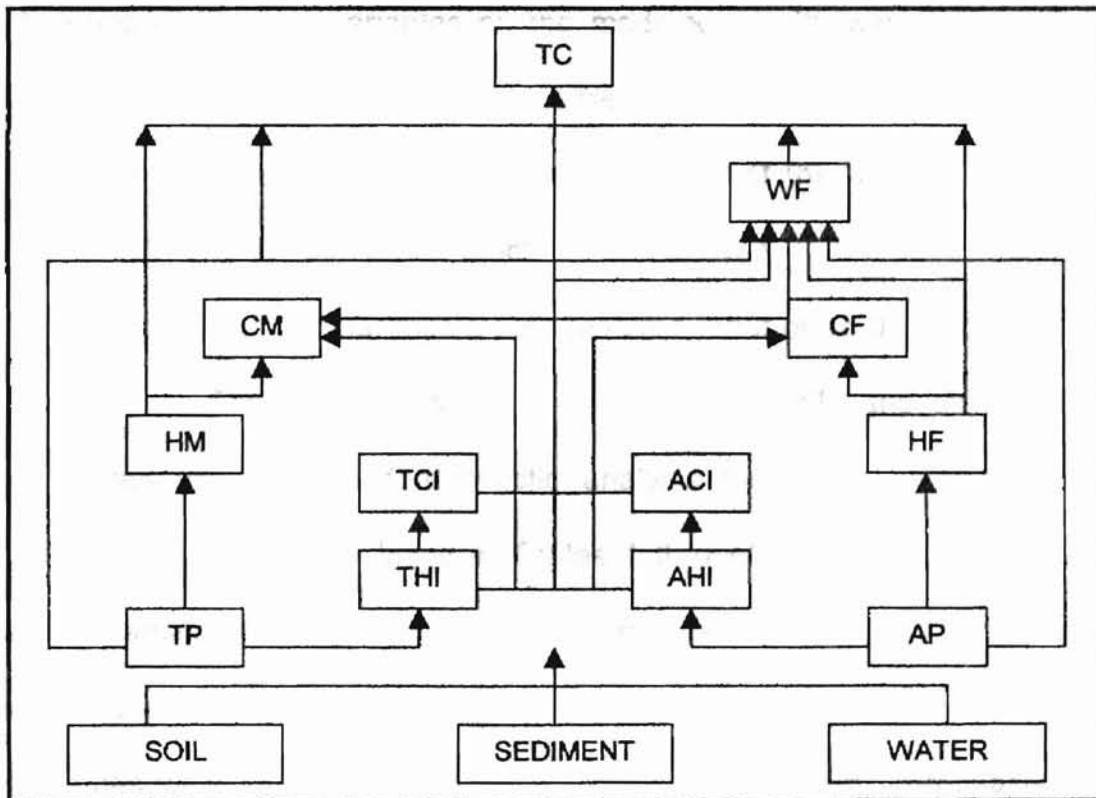 TC
WF
CM
CF
HM
HF
TCI
ACI
THI
AHI
TP
AP
SOIL
SEDIMENT
WATER